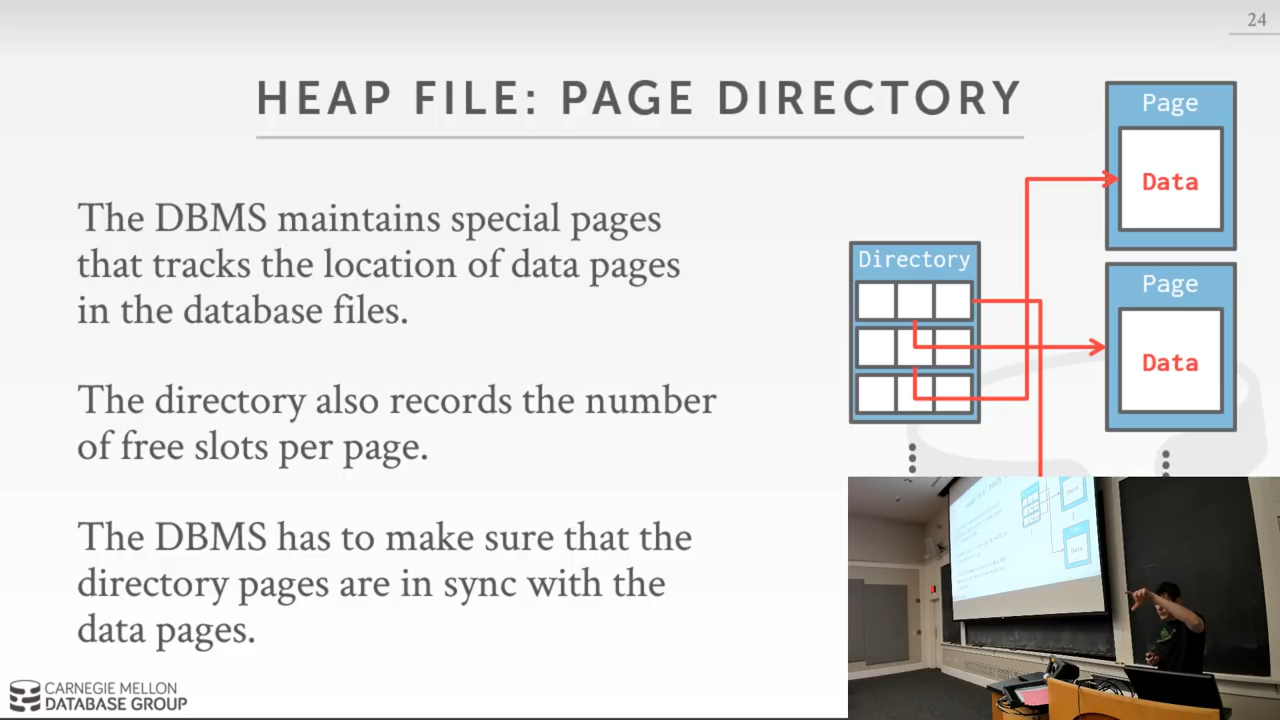 24
HEAP FILE: PAGE DIRECTORY
The DBMS maintains special pages
that tracks the location of data pages
in the database files.
The directory also records the number
of free slots per page.
The DBMS has to make sure that the
directory pages are in sync with the
data pages.
Directory
Page
Data
Page
Data
CARNEGIE MELLON
DATABASE GROUP